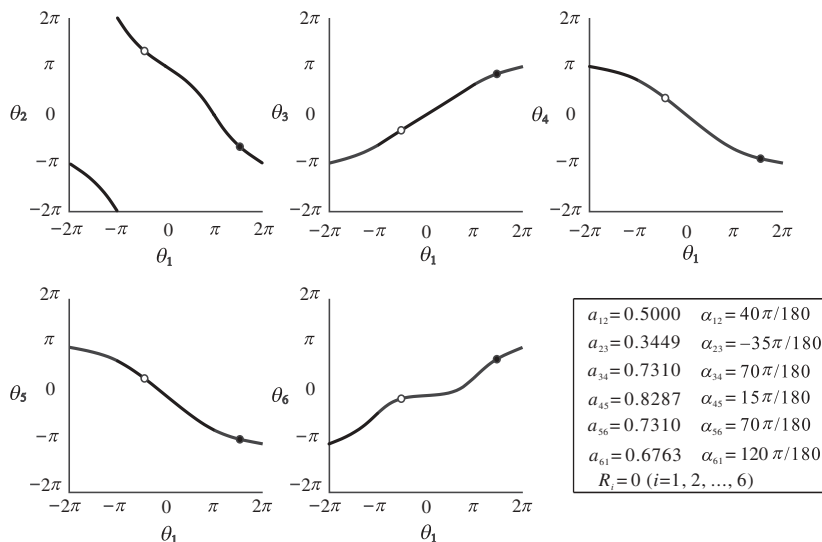 2π 2π 2π
π π π
θ₂ 0 θ₃ 0 θ₄ 0
−π −π −π
−2π −2π −2π
−2π −π 0 π 2π −2π −π 0 π 2π −2π −π 0 π 2π
θ₁ θ₁ θ₁
2π 2π
π π
θ₅ 0 θ₆ 0
−π −π
−2π −2π
−2π −π 0 π 2π −2π −π 0 π 2π
θ₁ θ₁
a₁₂=0.5000 α₁₂=40π/180
a₂₃=0.3449 α₂₃=−35π/180
a₃₄=0.7310 α₃₄=70π/180
a₄₅=0.8287 α₄₅=15π/180
a₅₆=0.7310 α₅₆=70π/180
a₆₁=0.6763 α₆₁=120π/180
Rᵢ=0 (i=1, 2, ..., 6)